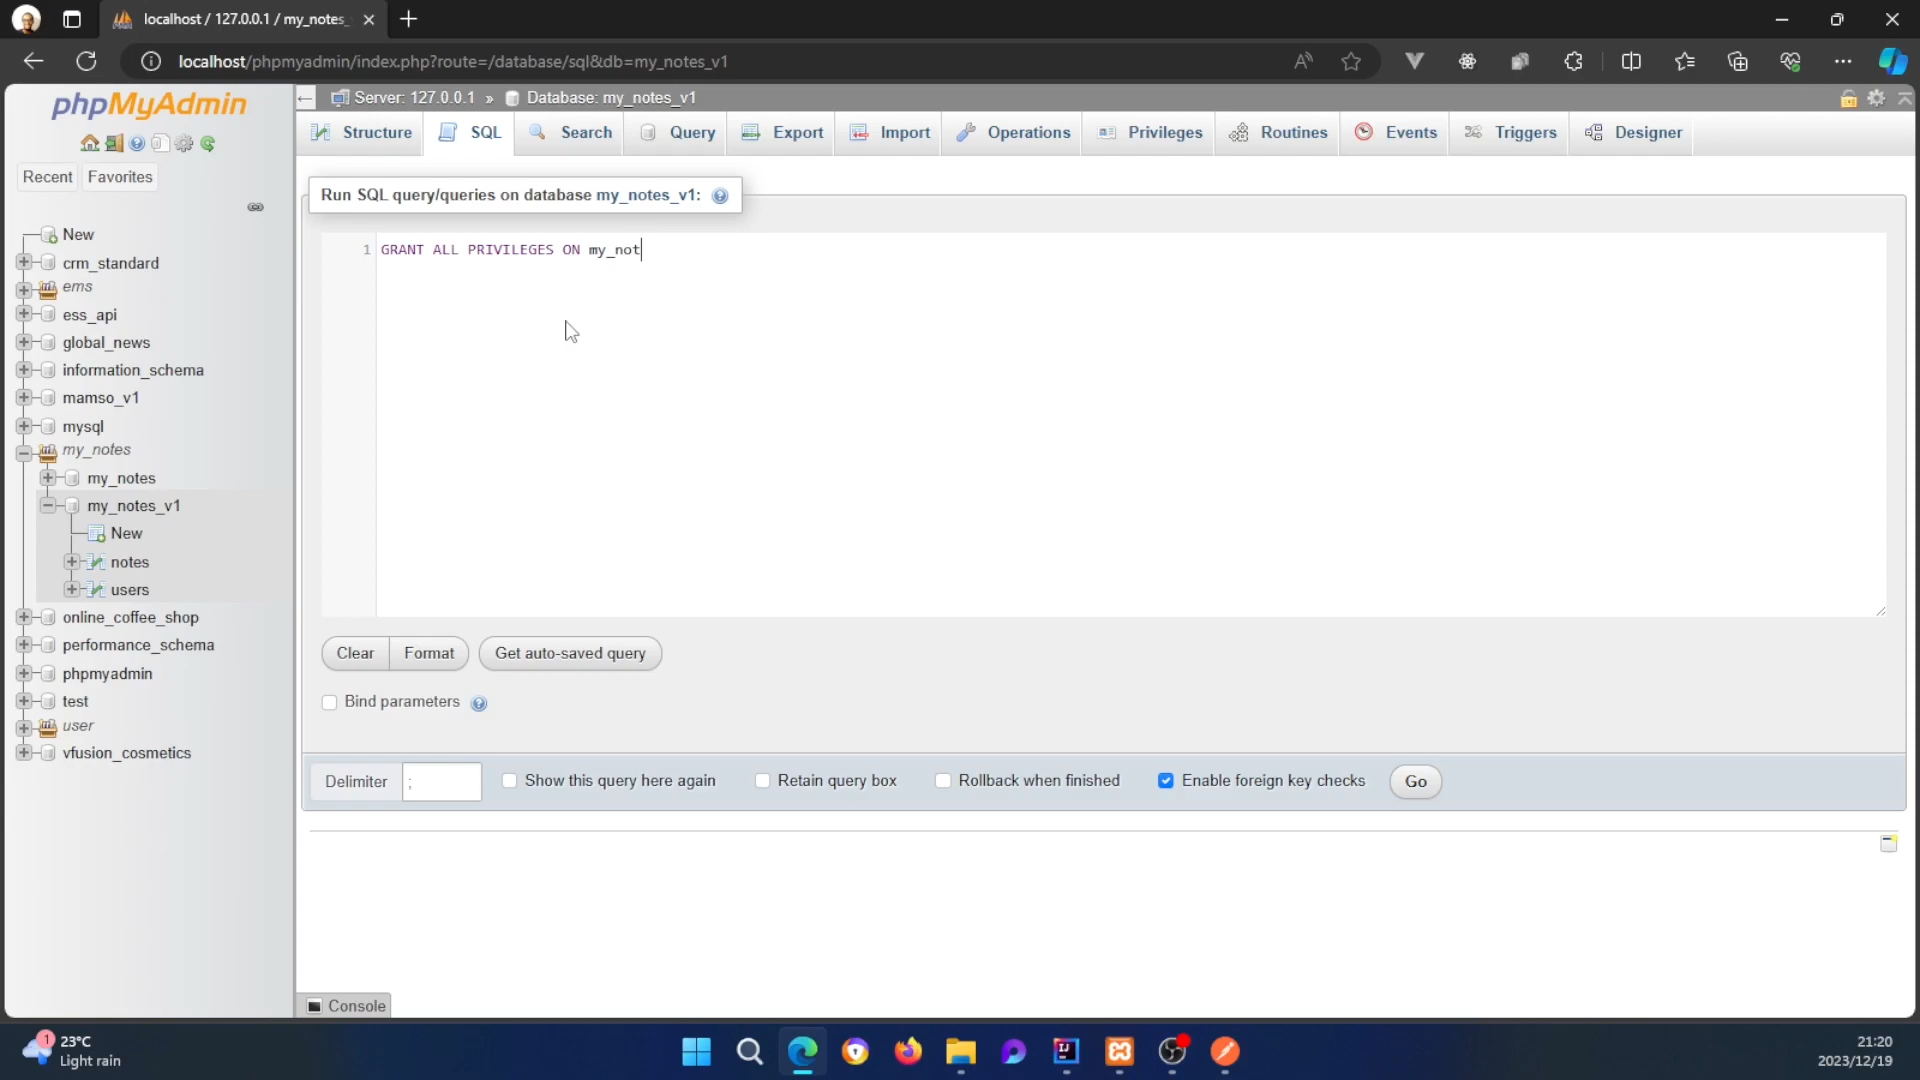 localhost / 127.0.0.1 / my_notes_
localhost/phpmyadmin/index.php?route=/database/sql&db=my_notes_v1
phpMyAdmin
Server: 127.0.0.1 » Database: my_notes_v1
Structure SQL Search Query Export Import Operations Privileges Routines Events Triggers Designer
Recent Favorites
Run SQL query/queries on database my_notes_v1:
New
crm_standard
ems
ess_api
global_news
information_schema
mamso_v1
mysql
my_notes
my_notes
my_notes_v1
New
notes
users
online_coffee_shop
performance_schema
phpmyadmin
test
user
vfusion_cosmetics
1 GRANT ALL PRIVILEGES ON my_not
Clear Format Get auto-saved query
Bind parameters
Delimiter ; Show this query here again Retain query box Rollback when finished Enable foreign key checks Go
Console
1
23°C
Light rain
IJ
21:20
2023/12/19